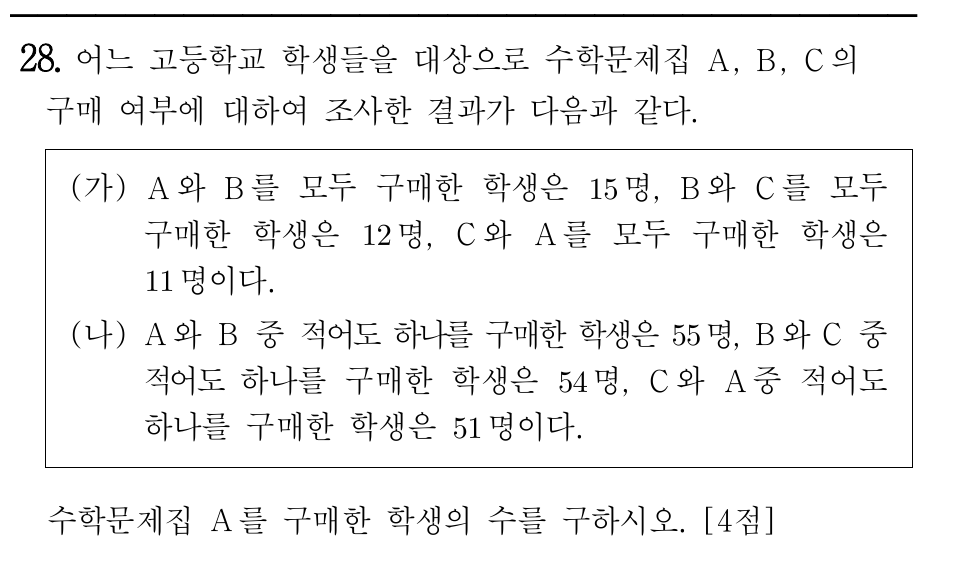 28. 어느 고등학교 학생들을 대상으로 수학문제집 A, B, C의
구매 여부에 대하여 조사한 결과가 다음과 같다.
(가) A와 B를 모두 구매한 학생은 15명, B와 C를 모두
구매한 학생은 12명, C와 A를 모두 구매한 학생은
11명이다.
(나) A와 B 중 적어도 하나를 구매한 학생은 55명, B와 C 중
적어도 하나를 구매한 학생은 54명, C와 A중 적어도
하나를 구매한 학생은 51명이다.
수학문제집 A를 구매한 학생의 수를 구하시오. [4점]